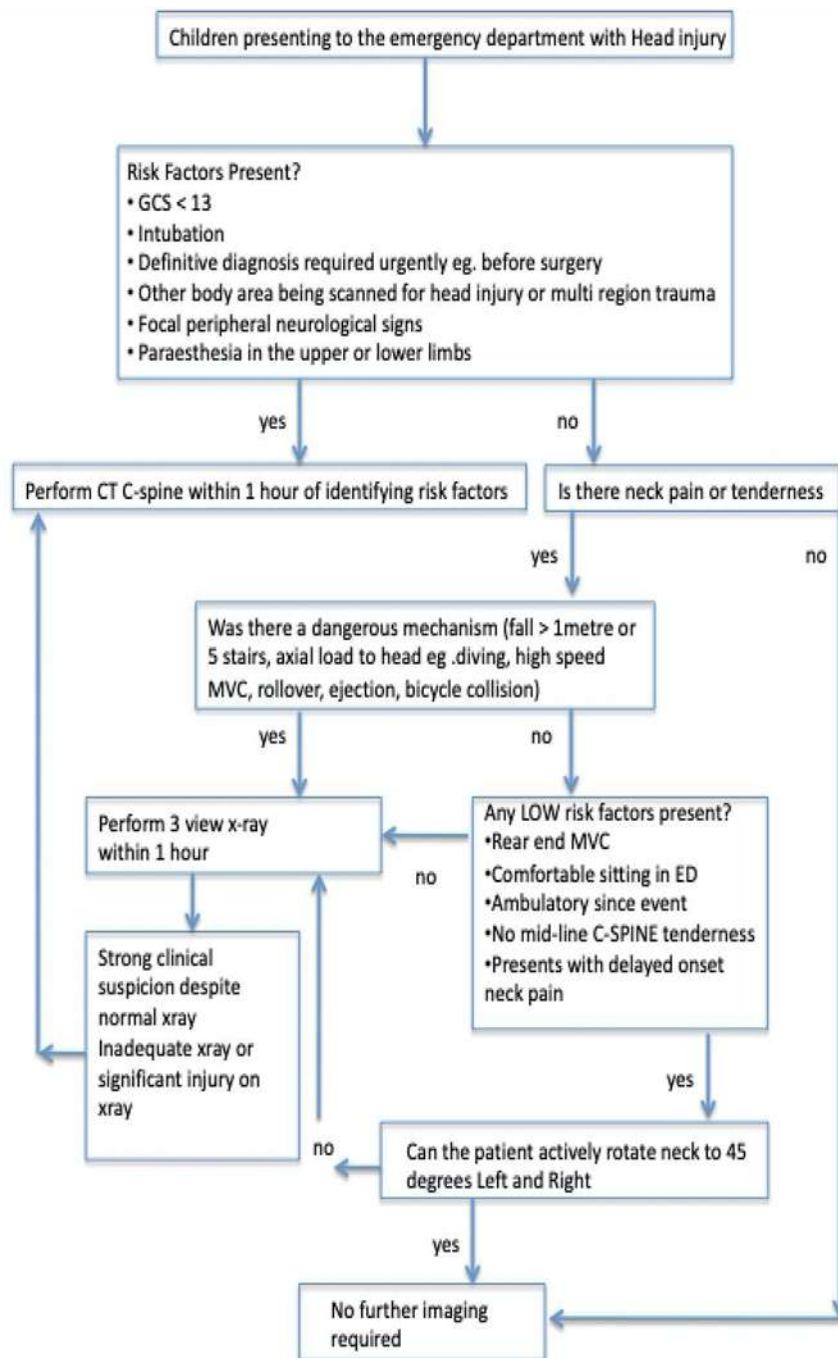 Children presenting to the emergency department with Head injury
Risk Factors Present?
• GCS < 13
• Intubation
• Definitive diagnosis required urgently eg. before surgery
• Other body area being scanned for head injury or multi region trauma
• Focal peripheral neurological signs
• Paraesthesia in the upper or lower limbs
yes
no
Perform CT C-spine within 1 hour of identifying risk factors
Is there neck pain or tenderness
yes
no
Was there a dangerous mechanism (fall > 1metre or
5 stairs, axial load to head eg .diving, high speed
MVC, rollover, ejection, bicycle collision)
yes
no
Perform 3 view x-ray
within 1 hour
no
Any LOW risk factors present?
•Rear end MVC
•Comfortable sitting in ED
•Ambulatory since event
•No mid-line C-SPINE tenderness
•Presents with delayed onset
neck pain
Strong clinical
suspicion despite
normal xray
Inadequate xray or
significant injury on
xray
yes
no
Can the patient actively rotate neck to 45
degrees Left and Right
yes
No further imaging
required